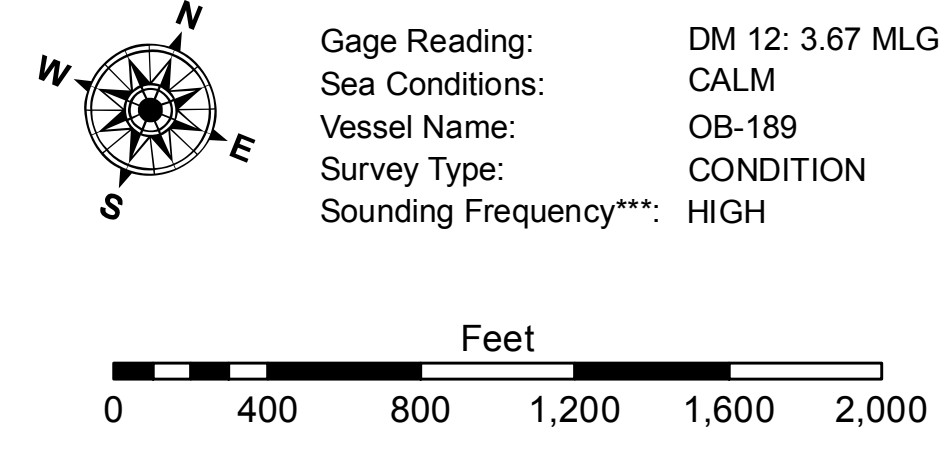 N
W
E
S
Gage Reading: DM 12: 3.67 MLG
Sea Conditions: CALM
Vessel Name: OB-189
Survey Type: CONDITION
Sounding Frequency***: HIGH
Feet
0 400 800 1,200 1,600 2,000